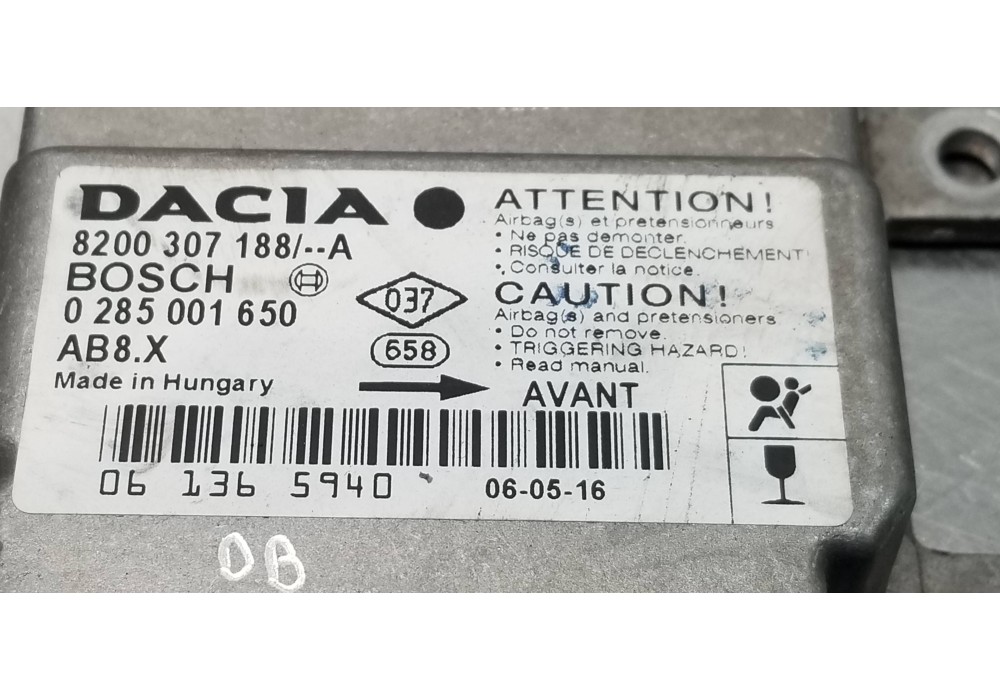 DACIA
8200 307 188/--A
BOSCH
0 285 001 650
AB8.X
Made in Hungary
037
658
ATTENTION!
Airbag(s) et pretensionneurs
• Ne pas demonter.
• RISQUE DE DECLENCHEMENT!
• Consulter la notice.
CAUTION!
Airbag(s) and pretensioners
• Do not remove.
• TRIGGERING HAZARD!
• Read manual.
AVANT
06 136 5940
06-05-16
DB